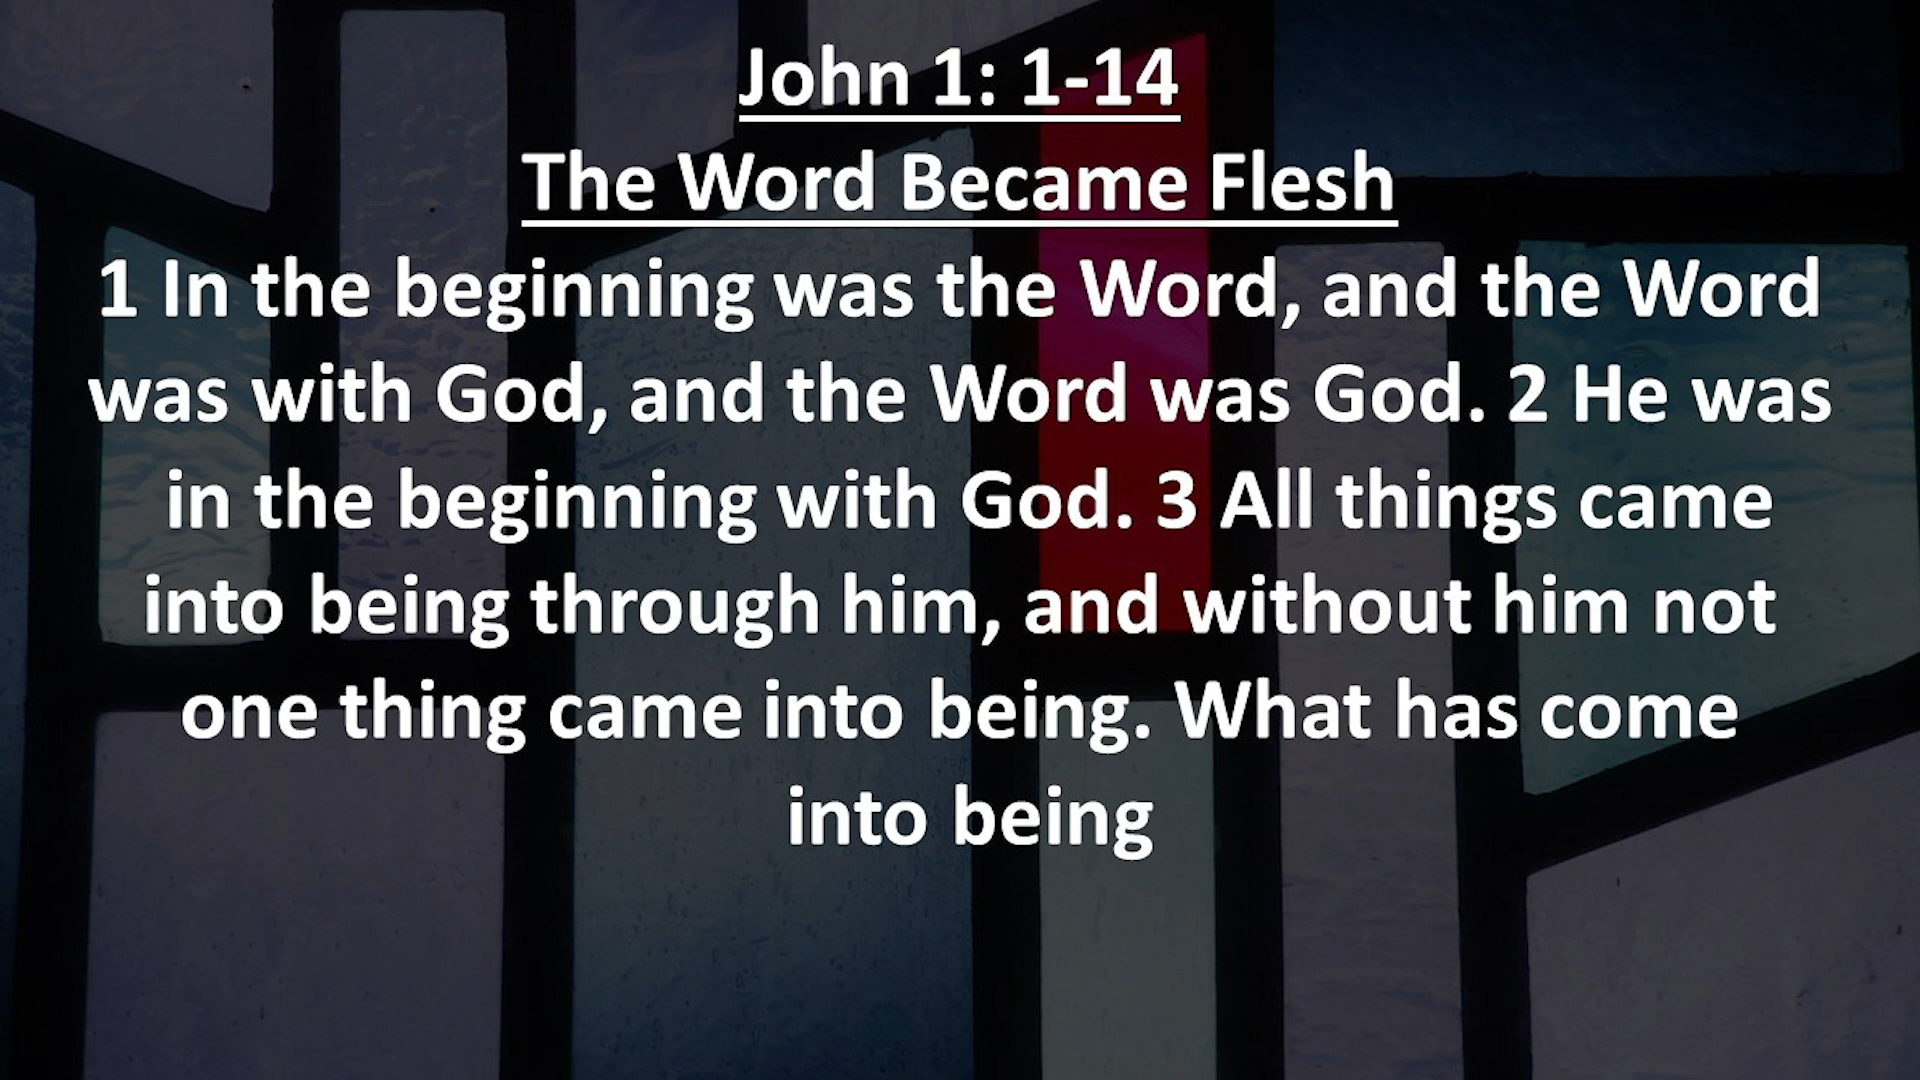 John 1: 1-14
The Word Became Flesh
1 In the beginning was the Word, and the Word
was with God, and the Word was God. 2 He was
in the beginning with God. 3 All things came
into being through him, and without him not
one thing came into being. What has come
into being